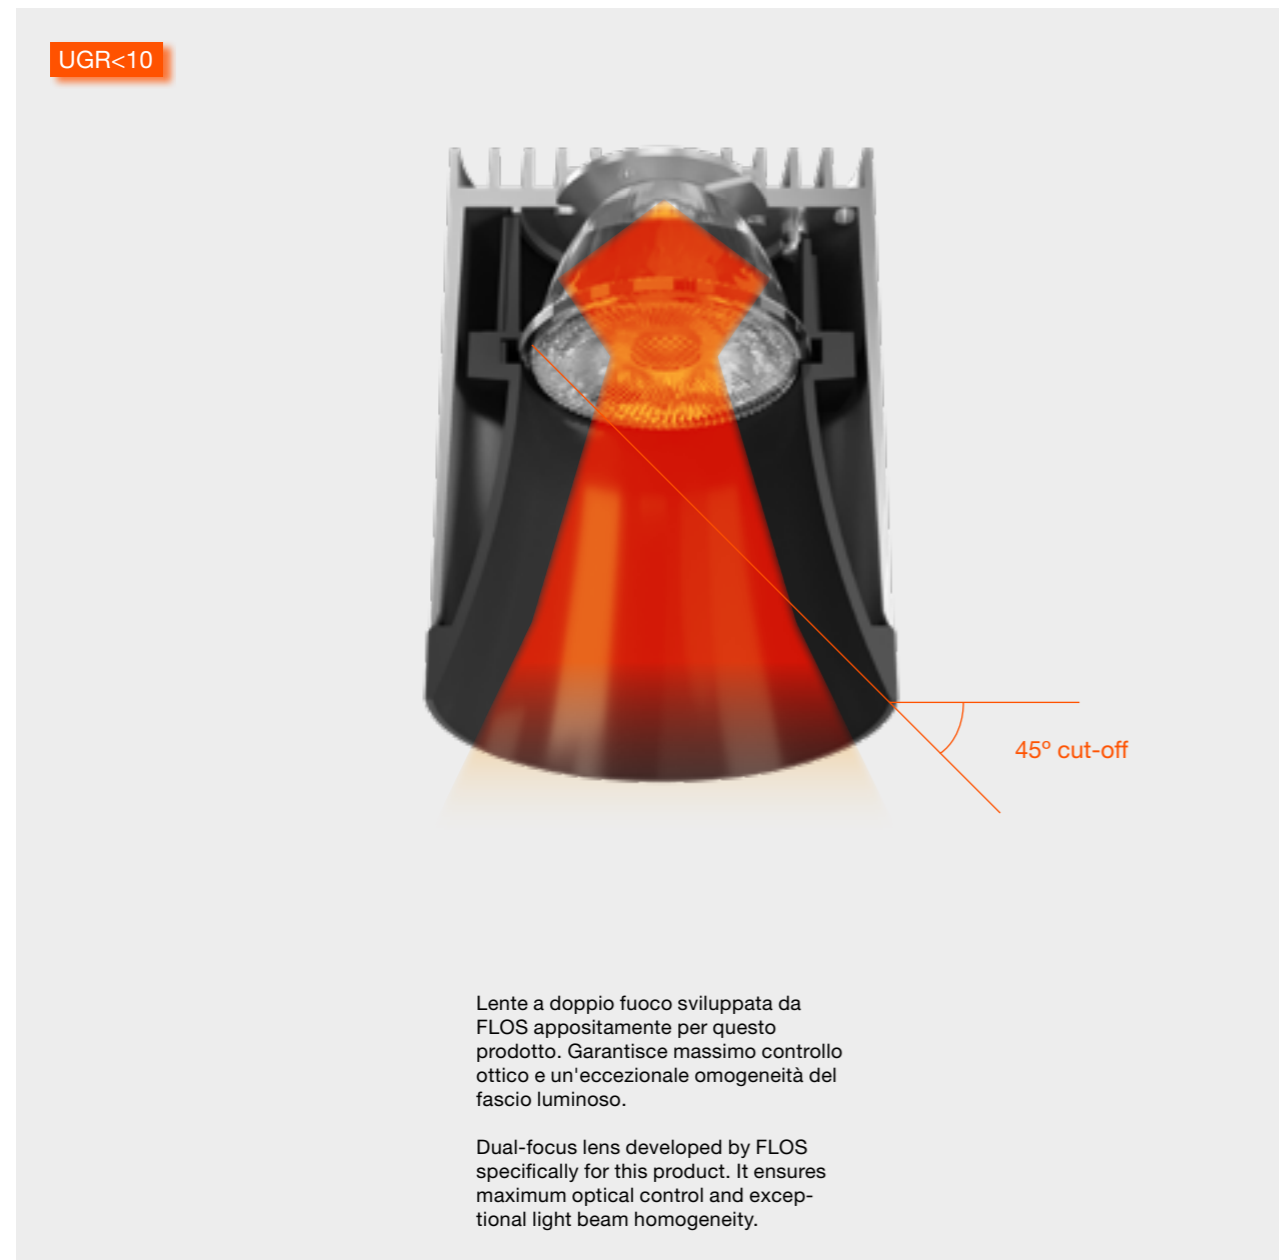 UGR<10
45º cut-off
Lente a doppio fuoco sviluppata da
FLOS appositamente per questo
prodotto. Garantisce massimo controllo
ottico e un'eccezionale omogeneità del
fascio luminoso.
Dual-focus lens developed by FLOS
specifically for this product. It ensures
maximum optical control and excep-
tional light beam homogeneity.